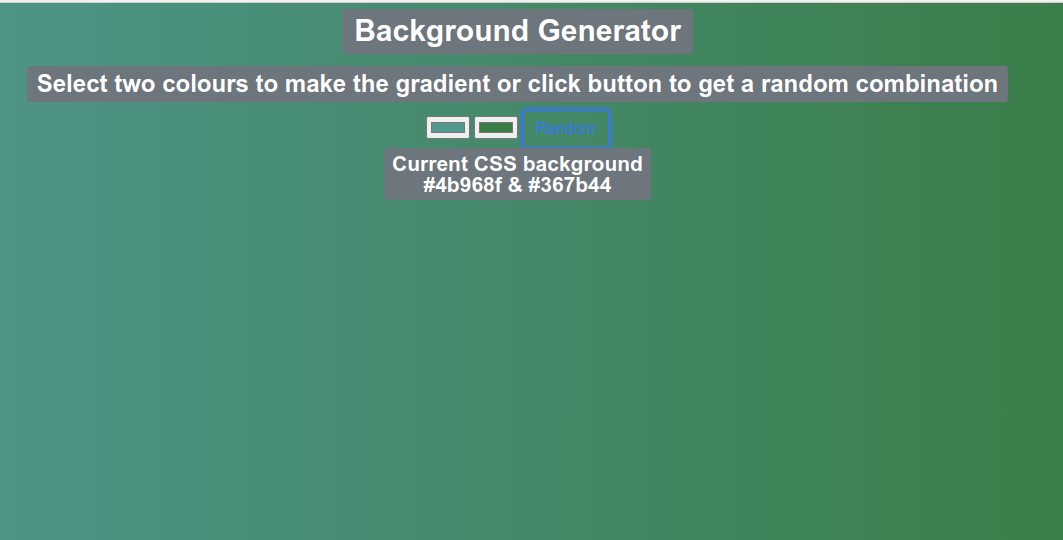 Background Generator
Select two colours to make the gradient or click button to get a random combination
Random
Current CSS background
#4b968f & #367b44